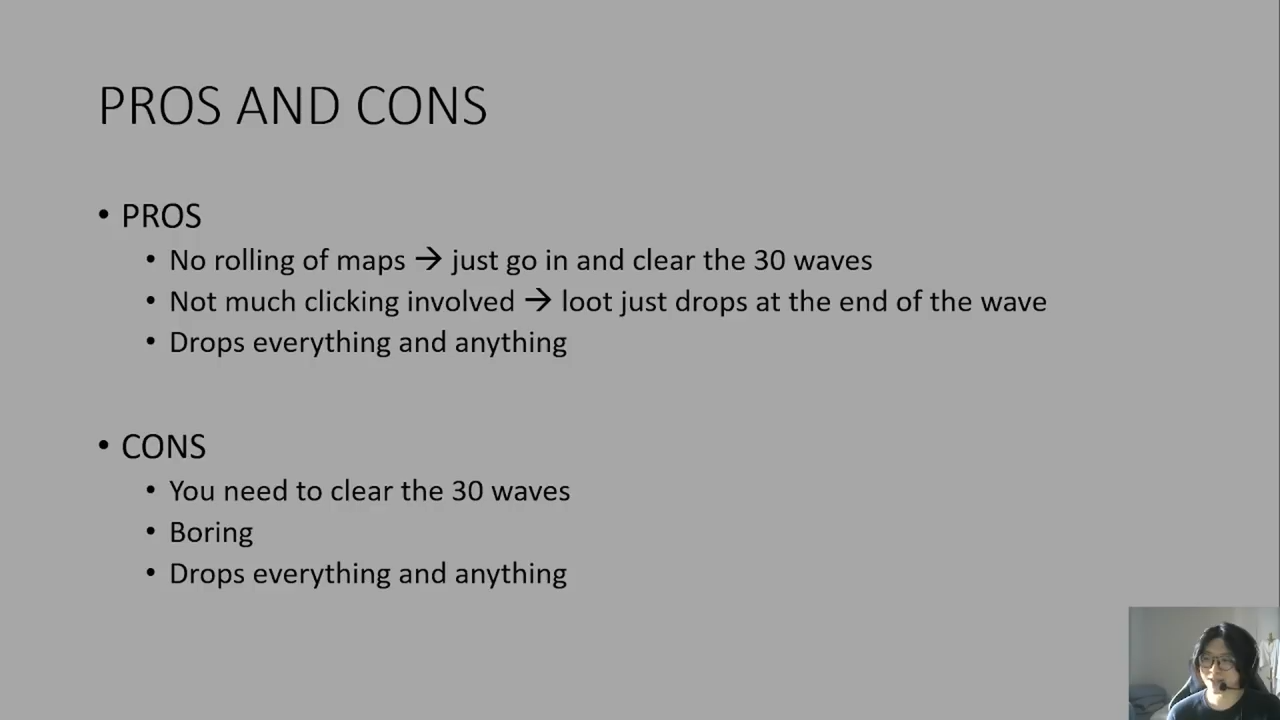 PROS AND CONS
• PROS
• No rolling of maps → just go in and clear the 30 waves
• Not much clicking involved → loot just drops at the end of the wave
• Drops everything and anything
• CONS
• You need to clear the 30 waves
• Boring
• Drops everything and anything